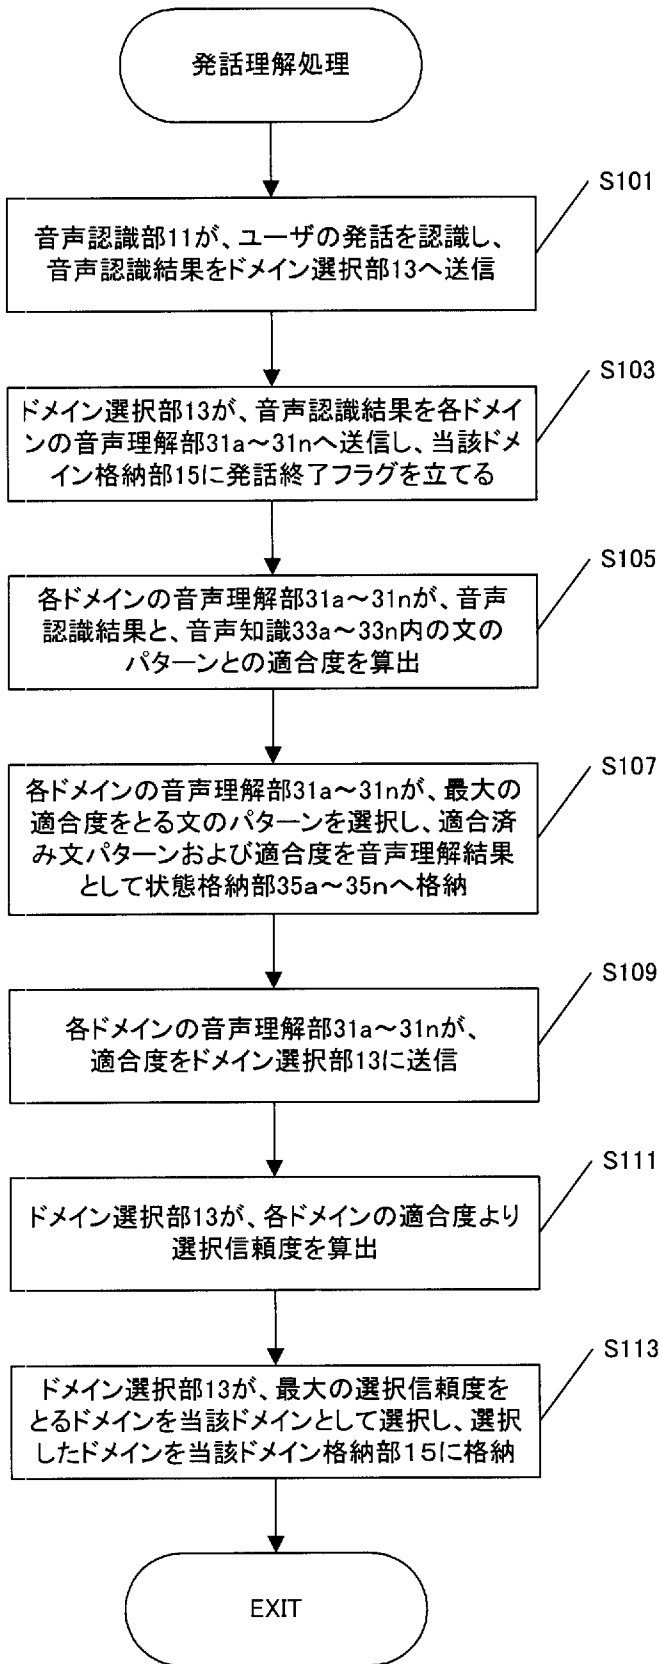 発話理解処理
S101
音声認識部11が、ユーザの発話を認識し、
音声認識結果をドメイン選択部13へ送信
S103
ドメイン選択部13が、音声認識結果を各ドメイ
ンの音声理解部31a～31nへ送信し、当該ドメ
イン格納部15に発話終了フラグを立てる
S105
各ドメインの音声理解部31a～31nが、音声
認識結果と、音声知識33a～33n内の文の
パターンとの適合度を算出
S107
各ドメインの音声理解部31a～31nが、最大の
適合度をとる文のパターンを選択し、適合済
み文パターンおよび適合度を音声理解結果
として状態格納部35a～35nへ格納
S109
各ドメインの音声理解部31a～31nが、
適合度をドメイン選択部13に送信
S111
ドメイン選択部13が、各ドメインの適合度より
選択信頼度を算出
S113
ドメイン選択部13が、最大の選択信頼度を
とるドメインを当該ドメインとして選択し、選択
したドメインを当該ドメイン格納部15に格納
EXIT